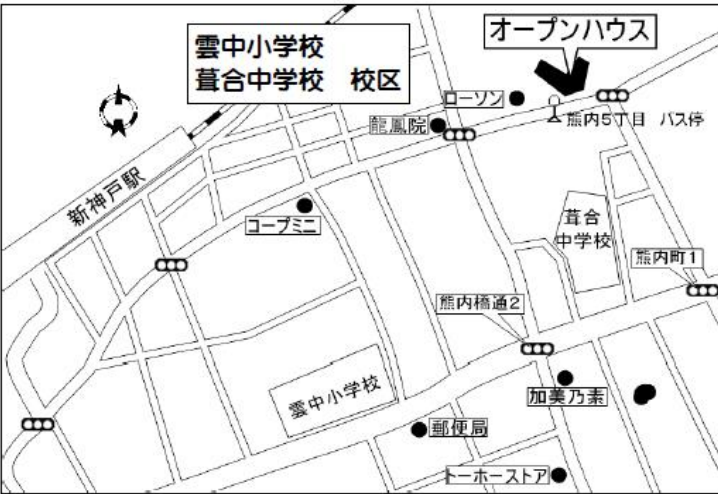 雲中小学校
葺合中学校　校区
オープンハウス
ローソン
熊内5丁目　バス停
龍鳳院
新神戸駅
コープミニ
葺合
中学校
熊内町1
熊内橋通2
雲中小学校
加美乃素
郵便局
トーホーストア